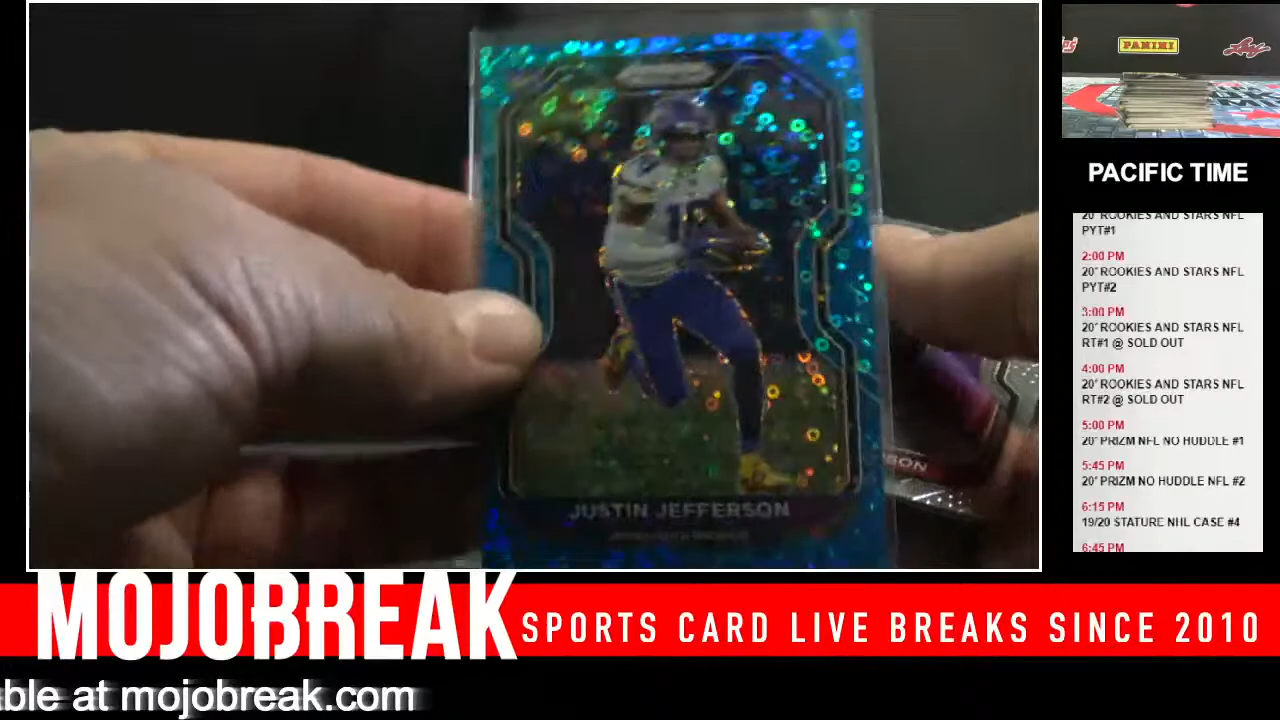 PANINI
PACIFIC TIME
20" ROOKIES AND STARS NFL
PYT#1
2:00 PM
20" ROOKIES AND STARS NFL
PYT#2
3:00 PM
20" ROOKIES AND STARS NFL
RT#1 @ SOLD OUT
4:00 PM
20" ROOKIES AND STARS NFL
RT#2 @ SOLD OUT
5:00 PM
20" PRIZM NFL NO HUDDLE #1
5:45 PM
20" PRIZM NO HUDDLE NFL #2
6:15 PM
19/20 STATURE NHL CASE #4
6:45 PM
JUSTIN JEFFERSON
MOJOBREAK
SPORTS CARD LIVE BREAKS SINCE 2010
able at mojobreak.com